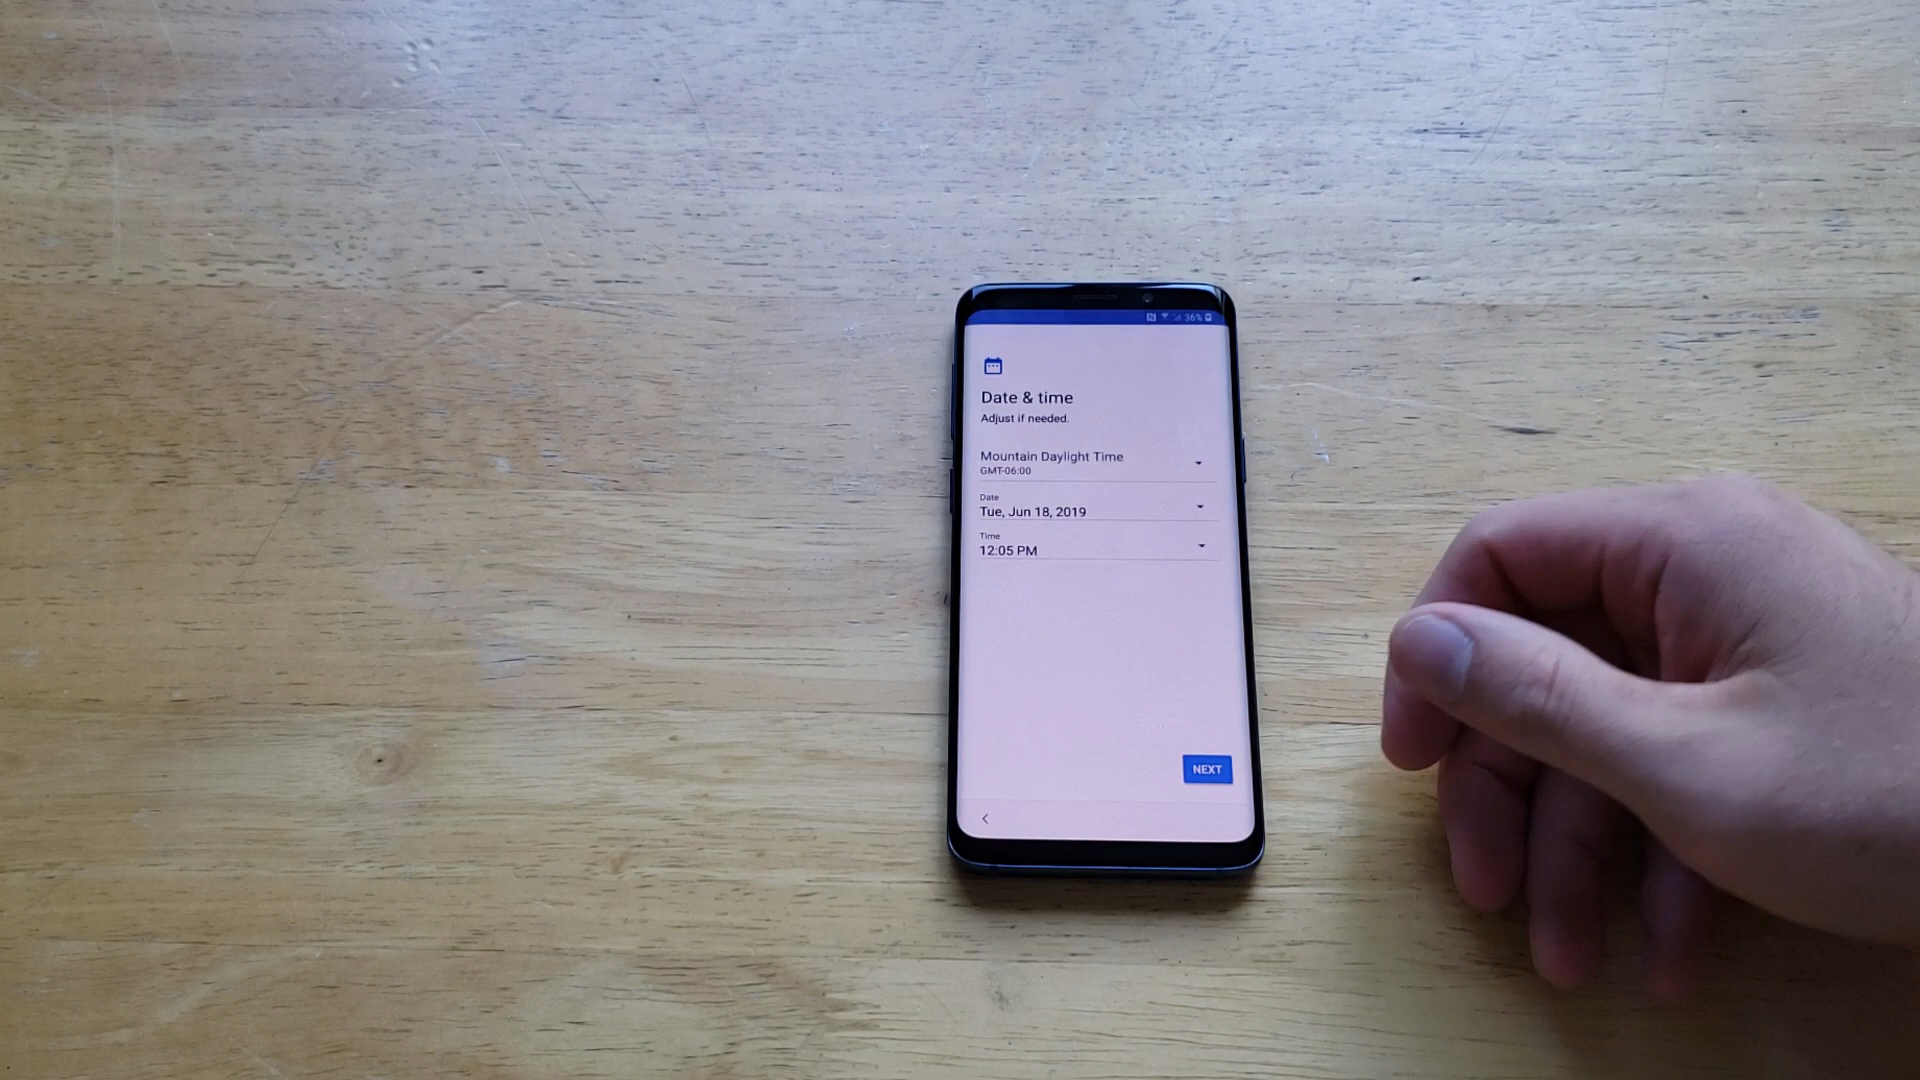 36%
Date & time
Adjust if needed.
Mountain Daylight Time
GMT-06:00
Date
Tue, Jun 18, 2019
Time
12:05 PM
NEXT